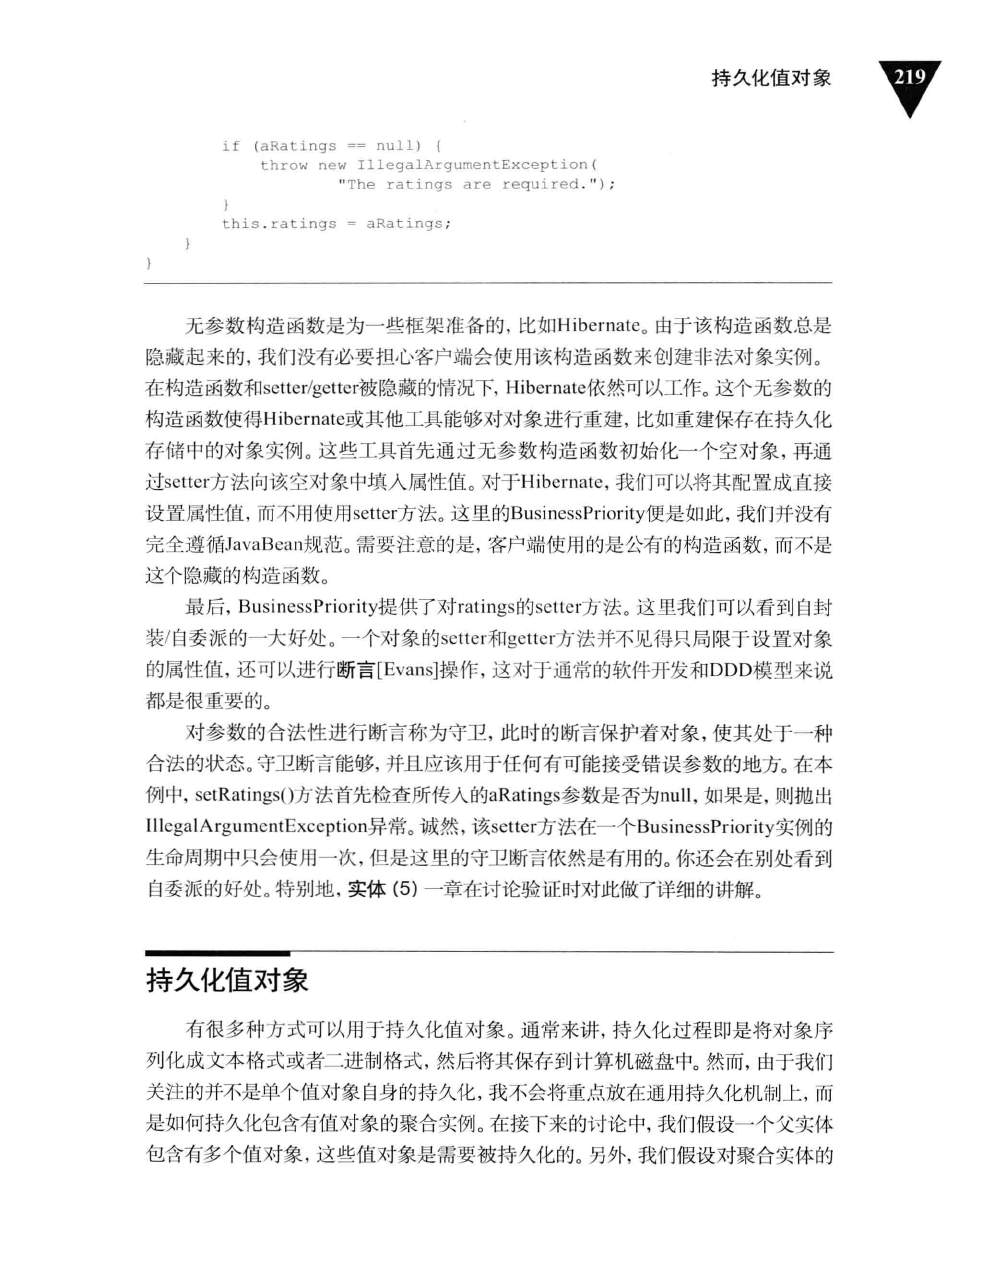 持久化值对象
219
if (aRatings == null) {
throw new IllegalArgumentException(
"The ratings are required.");
}
this.ratings = aRatings;
}
}
无参数构造函数是为一些框架准备的, 比如Hibernate。由于该构造函数总是
隐藏起来的, 我们没有必要担心客户端会使用该构造函数来创建非法对象实例。
在构造函数和setter/getter被隐藏的情况下, Hibernate依然可以工作。这个无参数的
构造函数使得Hibernate或其他工具能够对对象进行重建, 比如重建保存在持久化
存储中的对象实例。这些工具首先通过无参数构造函数初始化一个空对象, 再通
过setter方法向该空对象中填入属性值。对于Hibernate, 我们可以将其配置成直接
设置属性值, 而不用使用setter方法。这里的BusinessPriority便是如此, 我们并没有
完全遵循JavaBean规范。需要注意的是, 客户端使用的是公有的构造函数, 而不是
这个隐藏的构造函数。
最后, BusinessPriority提供了对ratings的setter方法。这里我们可以看到自封
装/自委派的一大好处。一个对象的setter和getter方法并不见得只局限于设置对象
的属性值, 还可以进行断言[Evans]操作, 这对于通常的软件开发和DDD模型来说
都是很重要的。
对参数的合法性进行断言称为守卫, 此时的断言保护着对象, 使其处于一种
合法的状态。守卫断言能够, 并且应该用于任何有可能接受错误参数的地方。在本
例中, setRatings()方法首先检查所传入的aRatings参数是否为null, 如果是, 则抛出
IllegalArgumentException异常。诚然, 该setter方法在一个BusinessPriority实例的
生命周期中只会使用一次, 但是这里的守卫断言依然是有用的。你还会在别处看到
自委派的好处。特别地, 实体 (5) 一章在讨论验证时对此做了详细的讲解。
持久化值对象
有很多种方式可以用于持久化值对象。通常来讲, 持久化过程即是将对象序
列化成文本格式或者二进制格式, 然后将其保存到计算机磁盘中。然而, 由于我们
关注的并不是单个值对象自身的持久化, 我不会将重点放在通用持久化机制上, 而
是如何持久化包含有值对象的聚合实例。在接下来的讨论中, 我们假设一个父实体
包含有多个值对象, 这些值对象是需要被持久化的。另外, 我们假设对聚合实体的